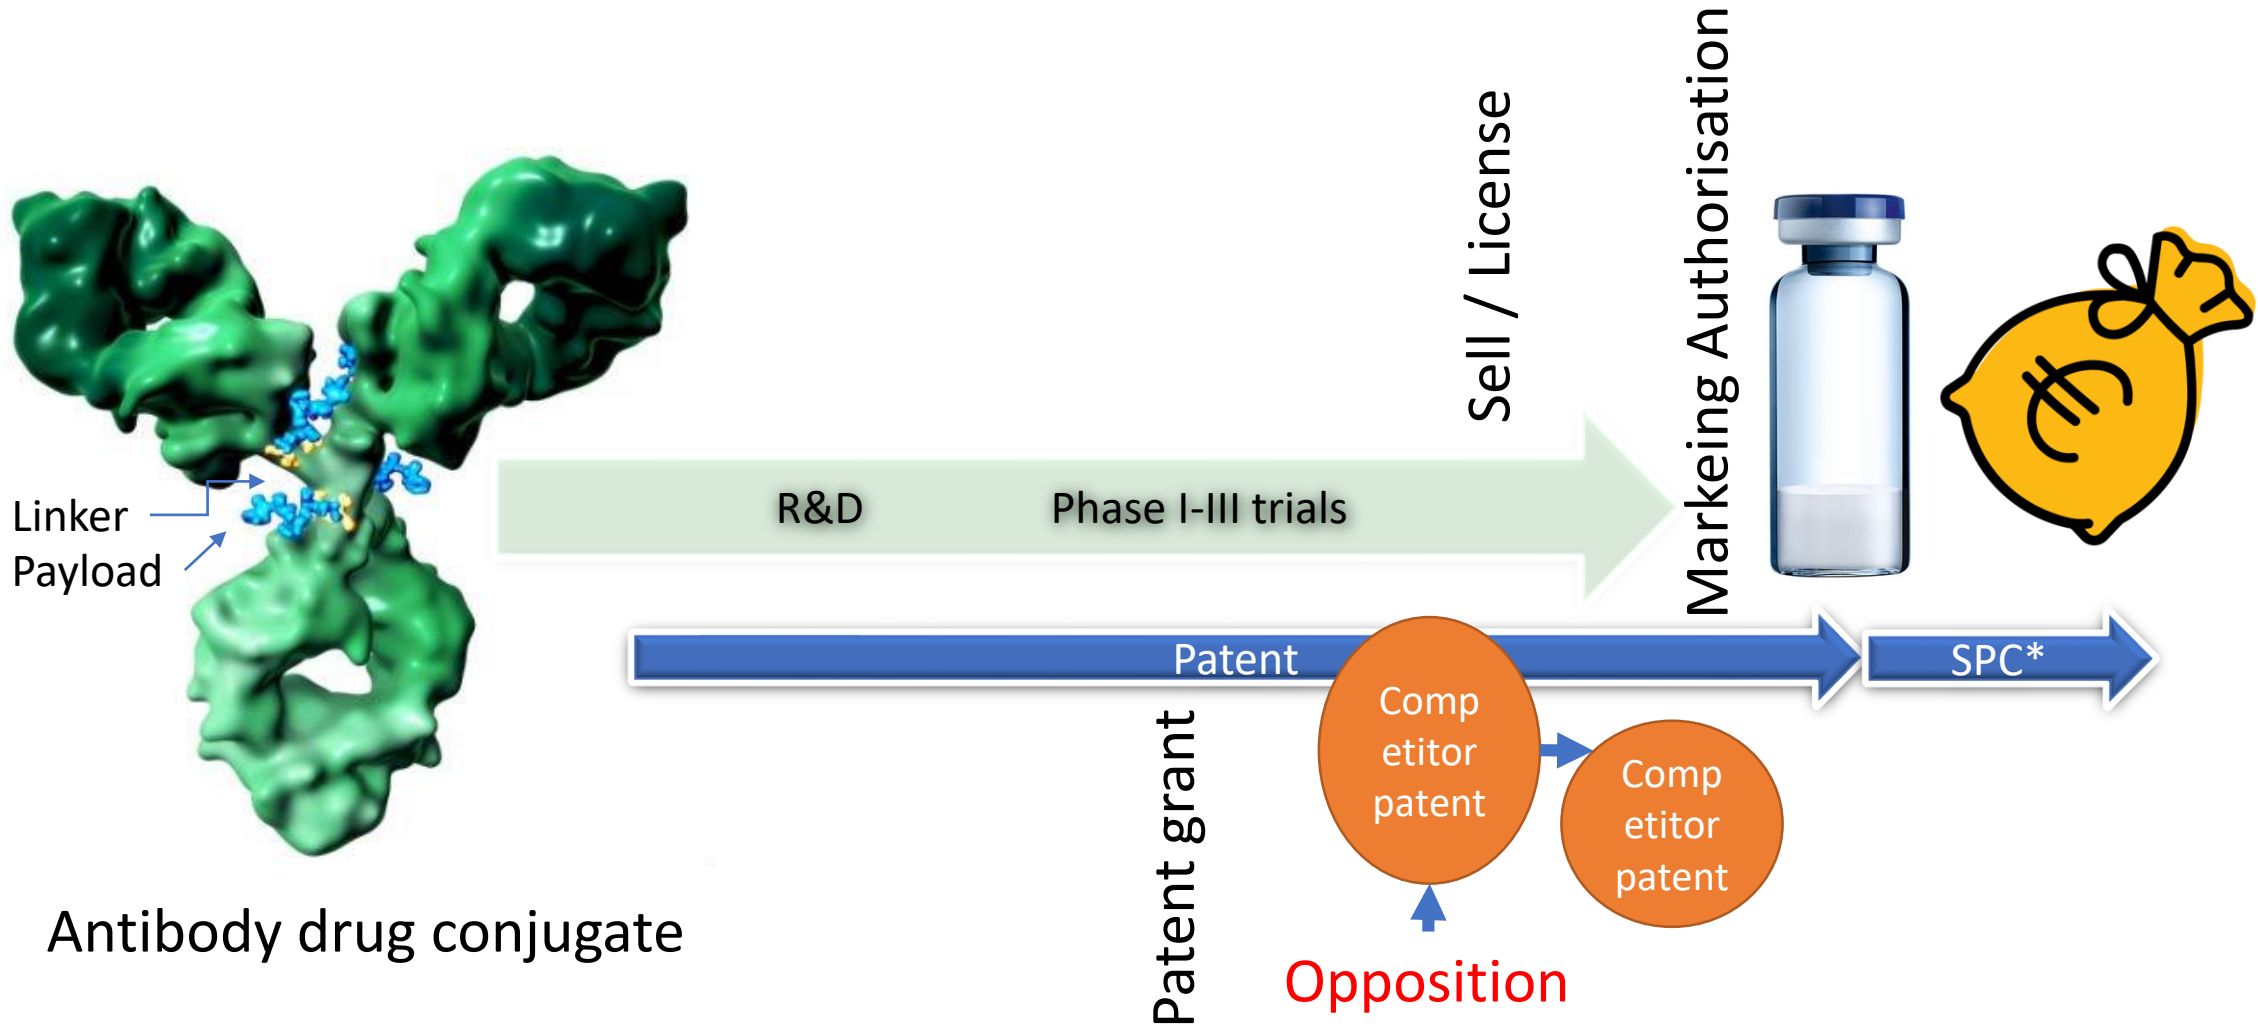 Linker
Payload
Antibody drug conjugate
R&D
Phase I-III trials
Sell / License
Markeing Authorisation
Patent
SPC*
Patent grant
Comp
etitor
patent
Comp
etitor
patent
Opposition